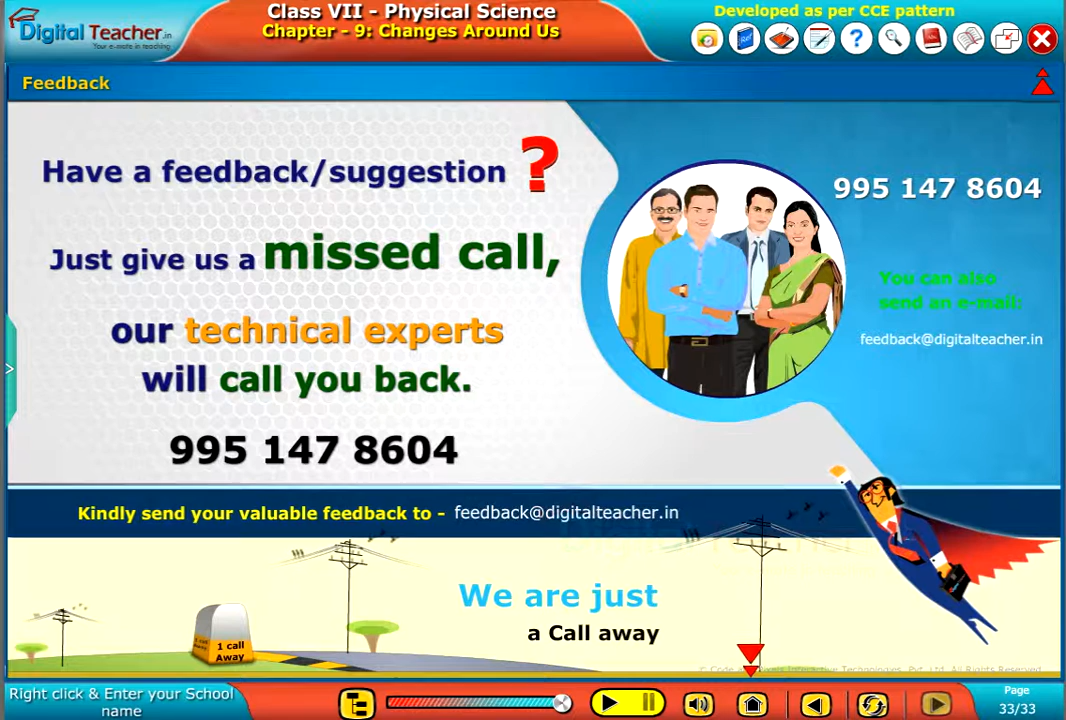 Digital Teacher.in
Your e-mate in teaching
Class VII - Physical Science
Chapter - 9: Changes Around Us
Developed as per CCE pattern
Feedback
Have a feedback/suggestion ?
Just give us a missed call,
our technical experts
will call you back.
995 147 8604
995 147 8604
You can also
send an e-mail:
feedback@digitalteacher.in
Kindly send your valuable feedback to - feedback@digitalteacher.in
We are just
a Call away
1 call
Away
Right click & Enter your School
name
Page
33/33